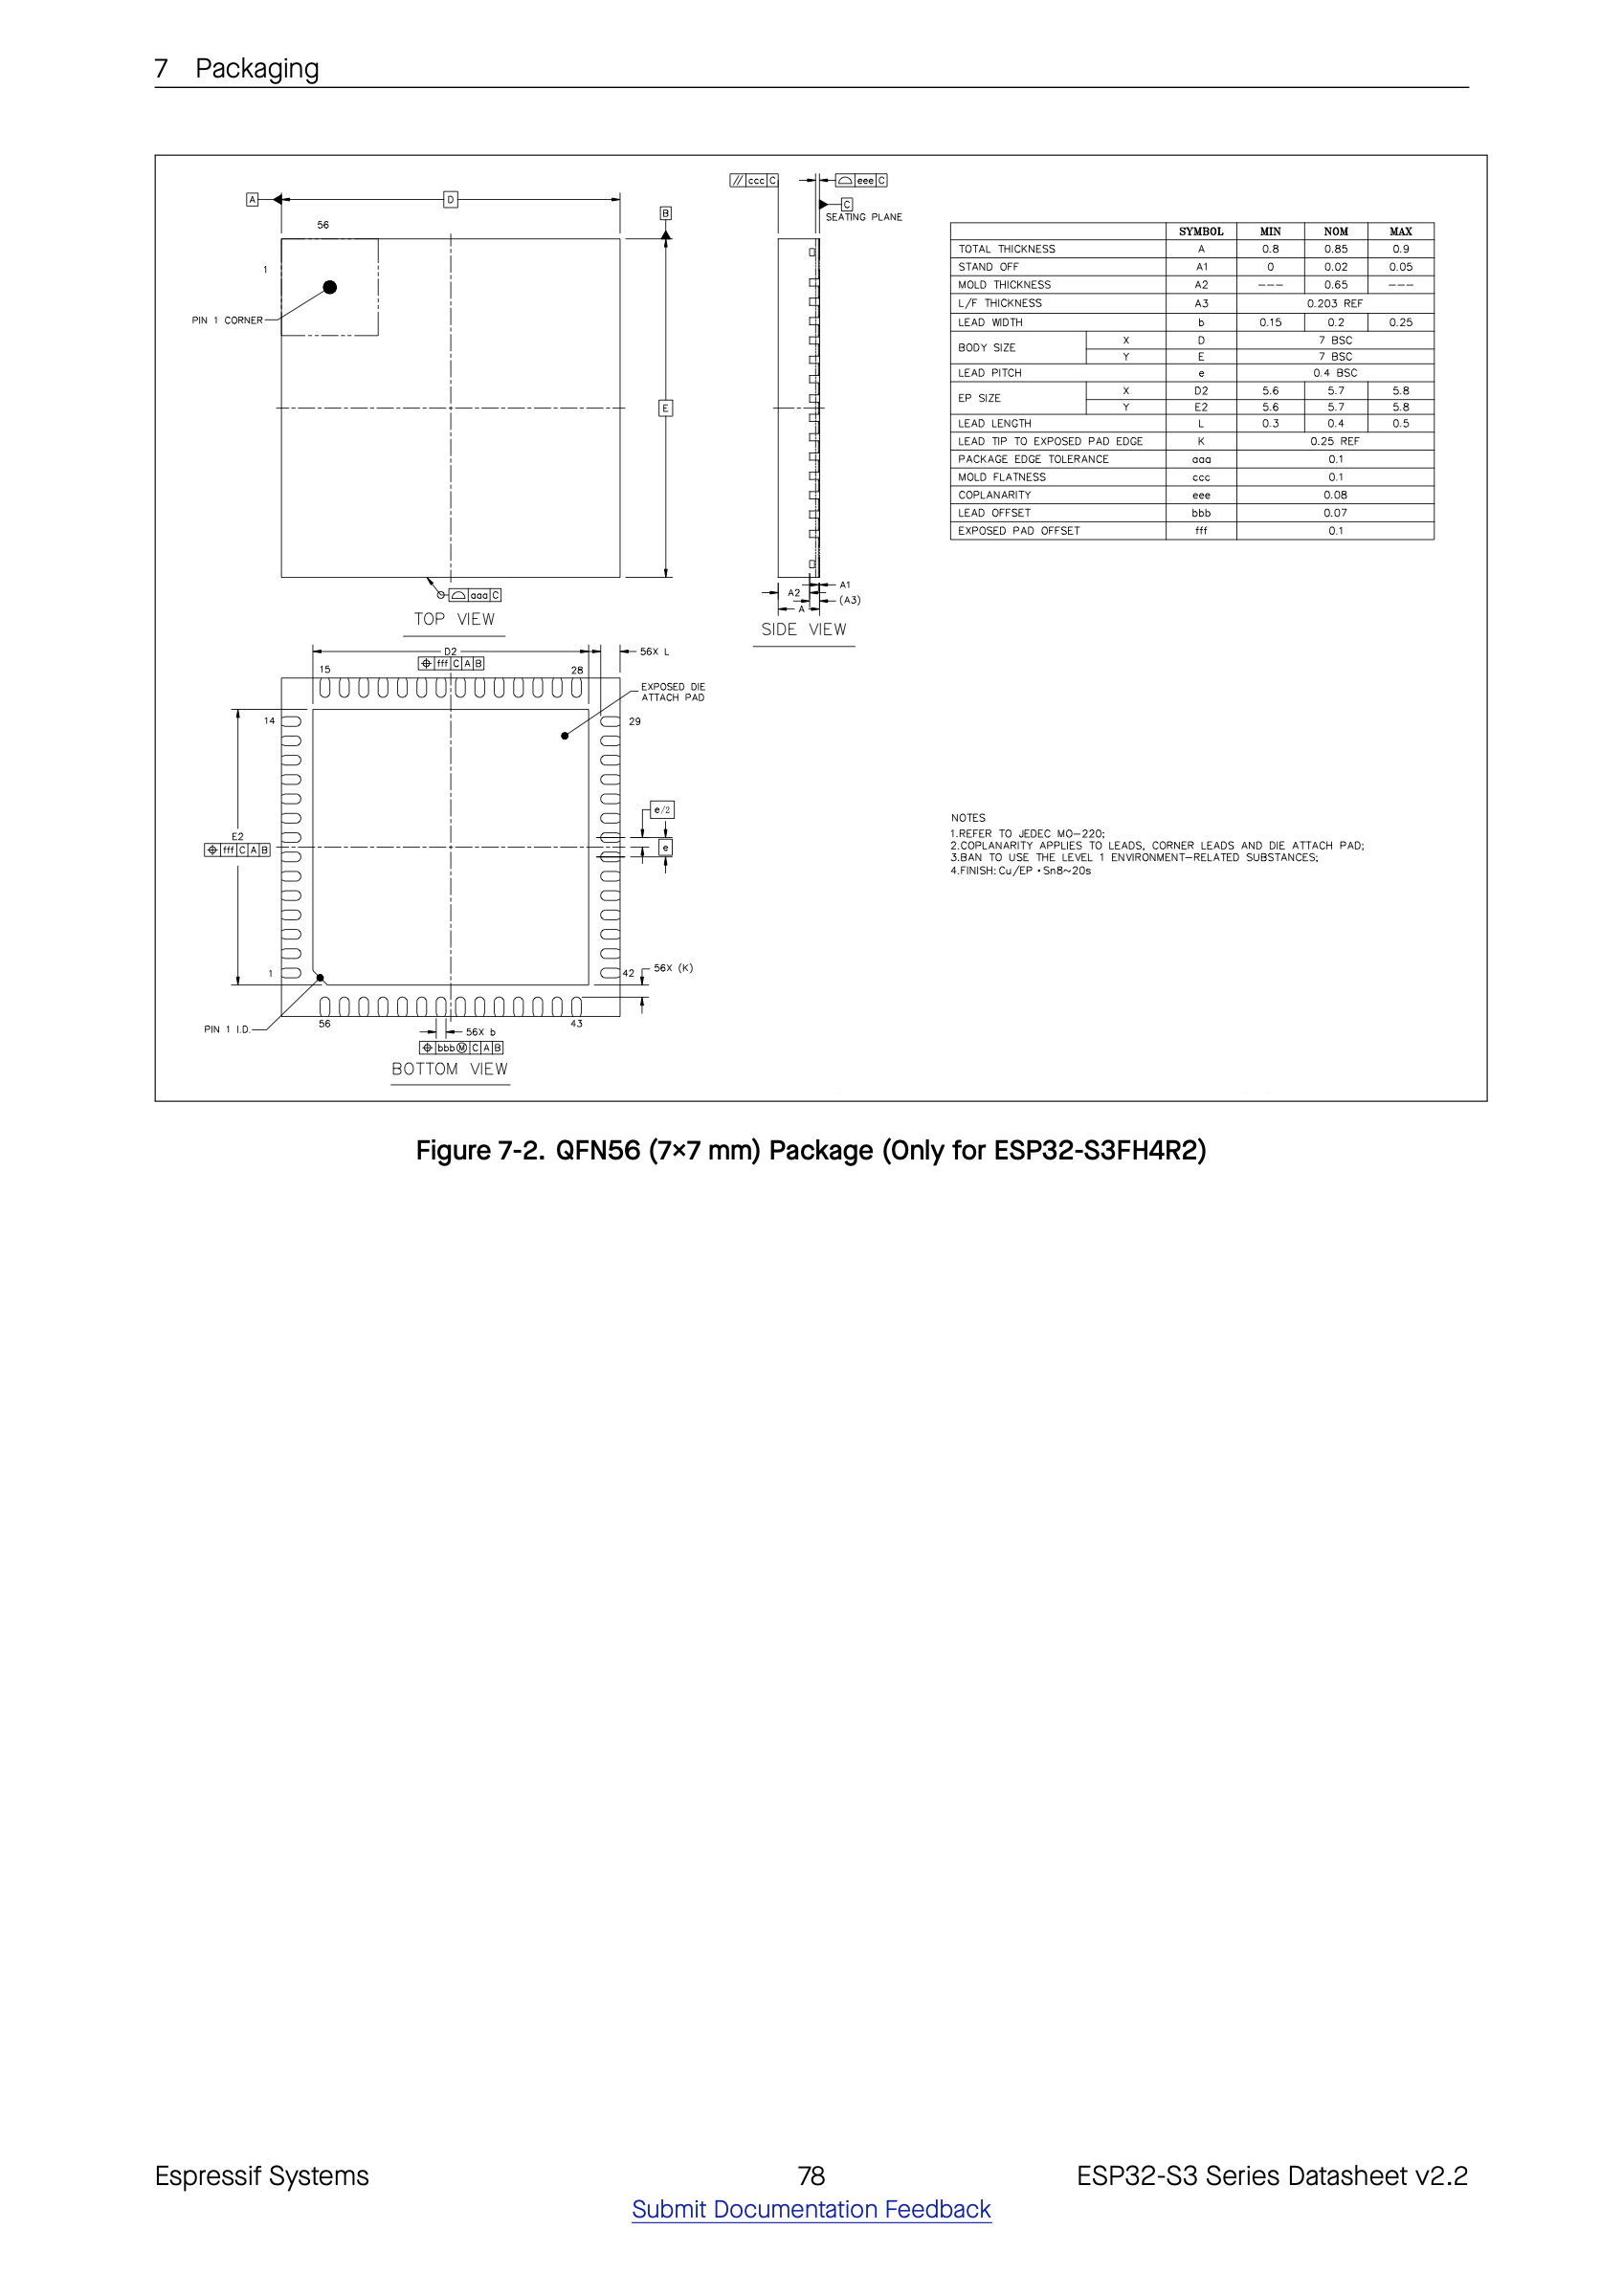 7 Packaging
A
D
B
56
1
PIN 1 CORNER
E
aaa C
TOP VIEW
// ccc C
eee C
C
SEATING PLANE
A1
A2
(A3)
A
SIDE VIEW
SYMBOL MIN NOM MAX
TOTAL THICKNESS A 0.8 0.85 0.9
STAND OFF A1 0 0.02 0.05
MOLD THICKNESS A2 --- 0.65 ---
L/F THICKNESS A3 0.203 REF
LEAD WIDTH b 0.15 0.2 0.25
BODY SIZE X D 7 BSC
Y E 7 BSC
LEAD PITCH e 0.4 BSC
EP SIZE X D2 5.6 5.7 5.8
Y E2 5.6 5.7 5.8
LEAD LENGTH L 0.3 0.4 0.5
LEAD TIP TO EXPOSED PAD EDGE K 0.25 REF
PACKAGE EDGE TOLERANCE aaa 0.1
MOLD FLATNESS ccc 0.1
COPLANARITY eee 0.08
LEAD OFFSET bbb 0.07
EXPOSED PAD OFFSET fff 0.1
D2
56X L
fff C A B
15
28
EXPOSED DIE
ATTACH PAD
14
29
e/2
E2
e
fff C A B
1
42
56X (K)
PIN 1 I.D.
56
43
56X b
bbb Ⓜ C A B
BOTTOM VIEW
NOTES
1.REFER TO JEDEC MO-220;
2.COPLANARITY APPLIES TO LEADS, CORNER LEADS AND DIE ATTACH PAD;
3.BAN TO USE THE LEVEL 1 ENVIRONMENT-RELATED SUBSTANCES;
4.FINISH: Cu/EP · Sn8~20s
Figure 7-2. QFN56 (7×7 mm) Package (Only for ESP32-S3FH4R2)
Espressif Systems
78
ESP32-S3 Series Datasheet v2.2
Submit Documentation Feedback